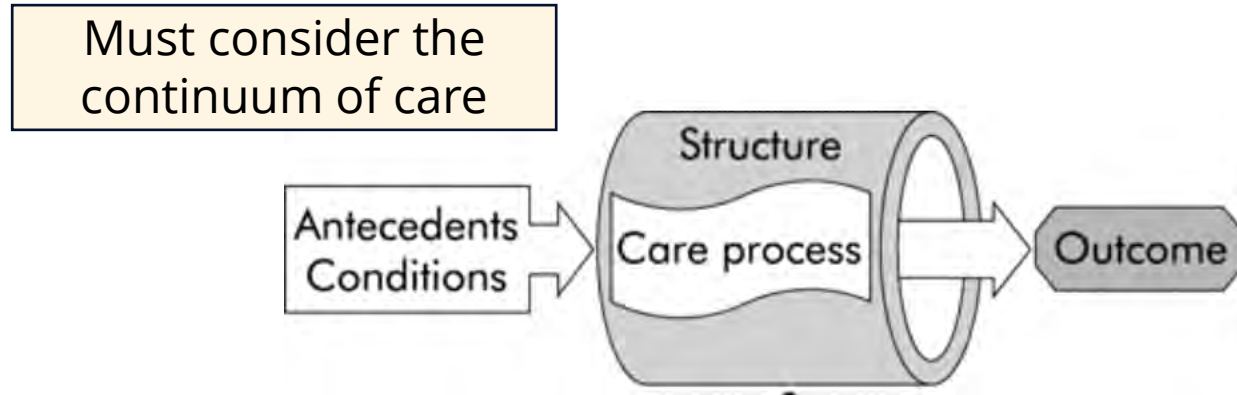 Must consider the
continuum of care
Structure
Antecedents
Conditions
Care process
Outcome